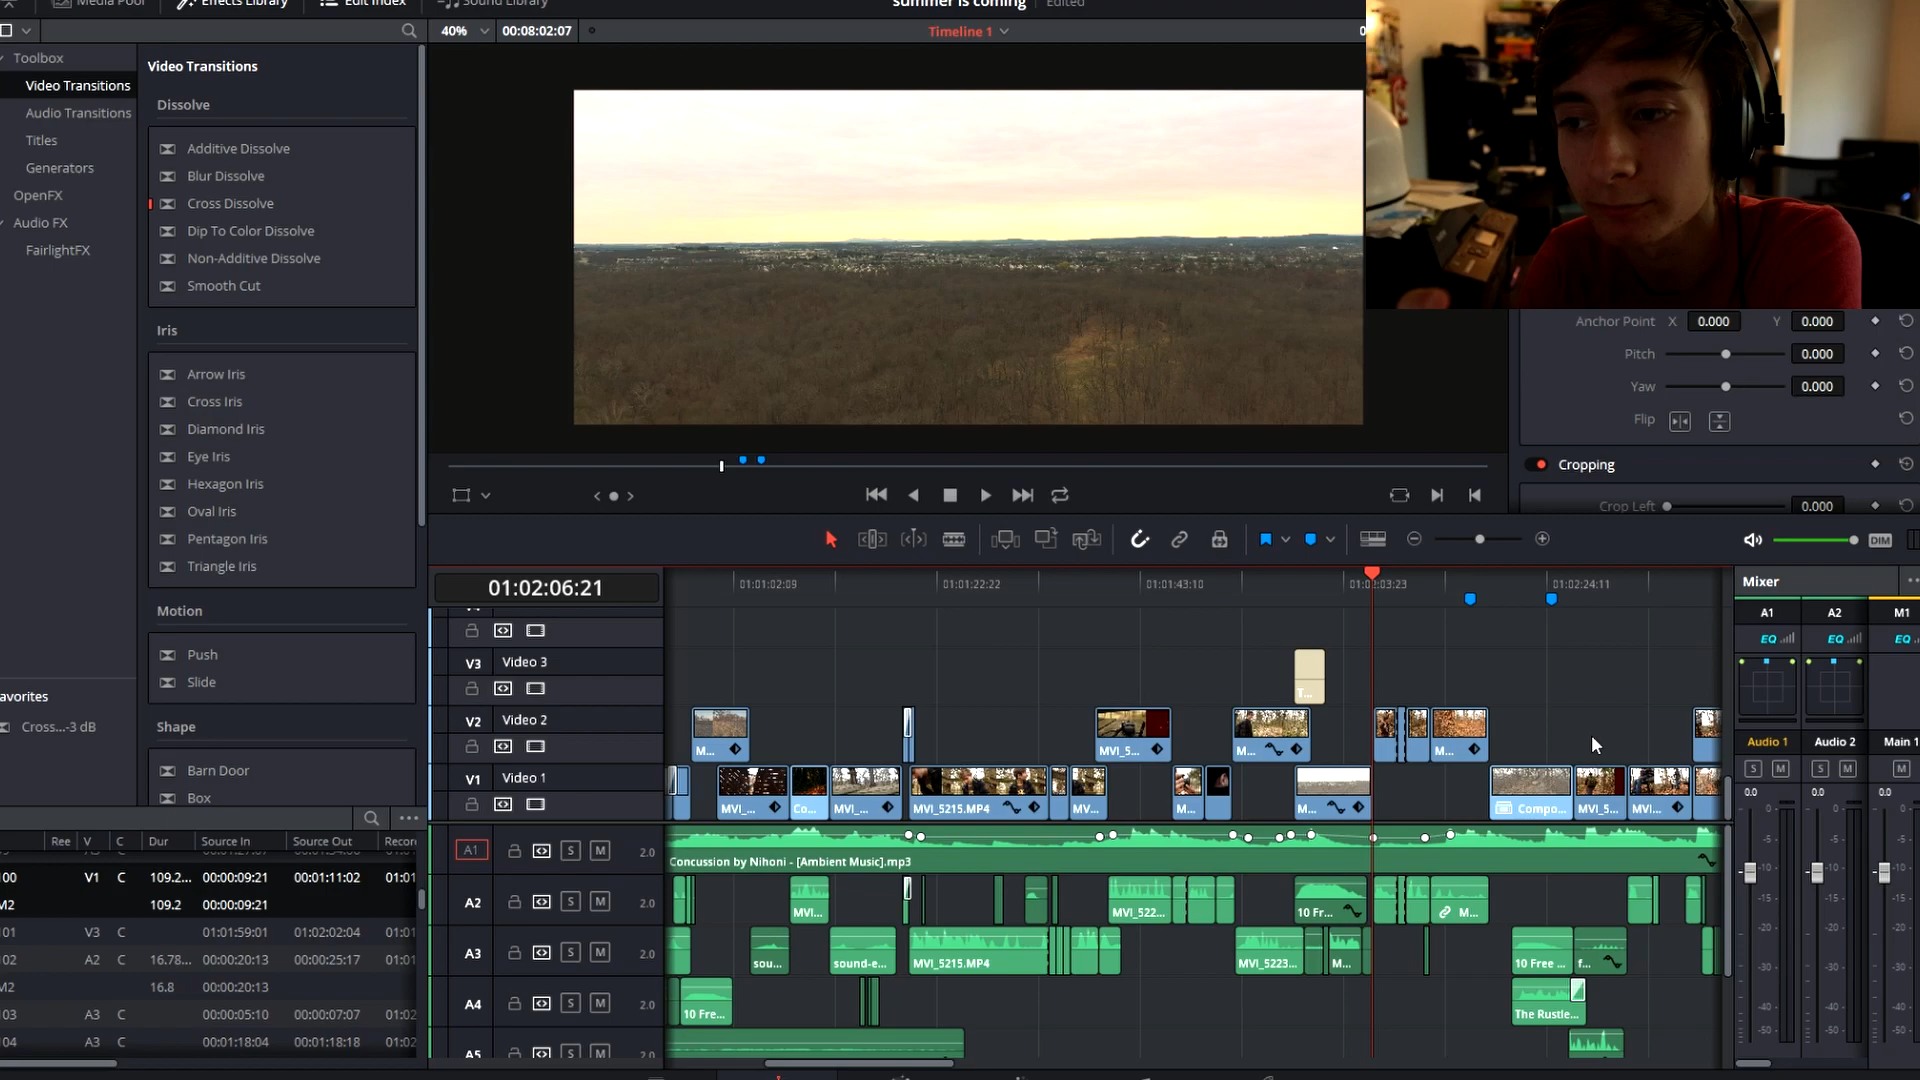 Media Pool
Effects Library
Edit Index
Sound Library
summer is coming
Edited
40%
00:08:02:07
Timeline 1
Toolbox
Video Transitions
Audio Transitions
Titles
Generators
OpenFX
Audio FX
FairlightFX
avorites
Cross...-3 dB
Video Transitions
Dissolve
Additive Dissolve
Blur Dissolve
Cross Dissolve
Dip To Color Dissolve
Non-Additive Dissolve
Smooth Cut
Iris
Arrow Iris
Cross Iris
Diamond Iris
Eye Iris
Hexagon Iris
Oval Iris
Pentagon Iris
Triangle Iris
Motion
Push
Slide
Shape
Barn Door
Box
Anchor Point X 0.000 Y 0.000
Pitch 0.000
Yaw 0.000
Flip
Cropping
Crop Left 0.000
DIM
01:02:06:21
01:01:02:09
01:01:22:22
01:01:43:10
01:02:03:23
01:02:24:11
V3 Video 3
T...
V2 Video 2
M...
MVI_5...
M...
M...
V1 Video 1
MVI_...
Co...
MVI_...
MVI_5215.MP4
MV...
M...
M...
Compo...
MVI_5...
MVI...
A1 S M 2.0
Concussion by Nihoni - [Ambient Music].mp3
A2 S M 2.0
MVI...
MVI_522...
10 Fr...
M...
A3 S M 2.0
sou...
sound-e...
MVI_5215.MP4
MVI_5223...
M...
10 Free ...
f...
A4 S M 2.0
10 Fre...
The Rustle...
A5 S M 2.0
Ree V C Dur Source In Source Out Recor
00 V1 C 109.2... 00:00:09:21 00:01:11:02 01:01
M2 109.2 00:00:09:21
01 V3 C 01:01:59:01 01:02:02:04 01:01
02 A2 C 16.78... 00:00:20:13 00:00:25:17 01:01
M2 16.8 00:00:20:13
03 A3 C 00:00:05:10 00:00:07:07 01:02
04 A3 C 00:01:18:04 00:01:18:18 01:02
Mixer
A1 A2 M1
EQ EQ EQ
Audio 1 Audio 2 Main 1
S M S M M
0.0 0.0 0.0
-5 -5 -5
-10 -10 -10
-15 -15 -15
-20 -20 -20
-30 -30 -30
-40 -40 -40
-50 -50 -50